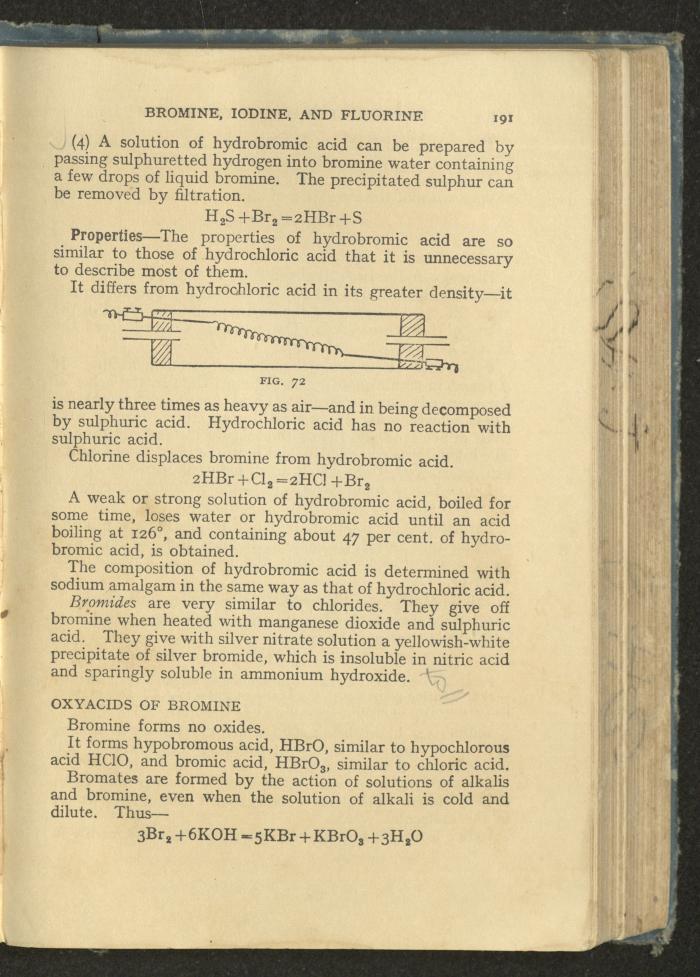 BROMINE, IODINE, AND FLUORINE 191
(4) A solution of hydrobromic acid can be prepared by
passing sulphuretted hydrogen into bromine water containing
a few drops of liquid bromine. The precipitated sulphur can
be removed by filtration.
H₂S+Br₂=2HBr+S
Properties—The properties of hydrobromic acid are so
similar to those of hydrochloric acid that it is unnecessary
to describe most of them.
It differs from hydrochloric acid in its greater density—it
FIG. 72
is nearly three times as heavy as air—and in being decomposed
by sulphuric acid. Hydrochloric acid has no reaction with
sulphuric acid.
Chlorine displaces bromine from hydrobromic acid.
2HBr+Cl₂=2HCl+Br₂
A weak or strong solution of hydrobromic acid, boiled for
some time, loses water or hydrobromic acid until an acid
boiling at 126°, and containing about 47 per cent. of hydro-
bromic acid, is obtained.
The composition of hydrobromic acid is determined with
sodium amalgam in the same way as that of hydrochloric acid.
Bromides are very similar to chlorides. They give off
bromine when heated with manganese dioxide and sulphuric
acid. They give with silver nitrate solution a yellowish-white
precipitate of silver bromide, which is insoluble in nitric acid
and sparingly soluble in ammonium hydroxide. to
OXYACIDS OF BROMINE
Bromine forms no oxides.
It forms hypobromous acid, HBrO, similar to hypochlorous
acid HClO, and bromic acid, HBrO₃, similar to chloric acid.
Bromates are formed by the action of solutions of alkalis
and bromine, even when the solution of alkali is cold and
dilute. Thus—
3Br₂+6KOH=5KBr+KBrO₃+3H₂O